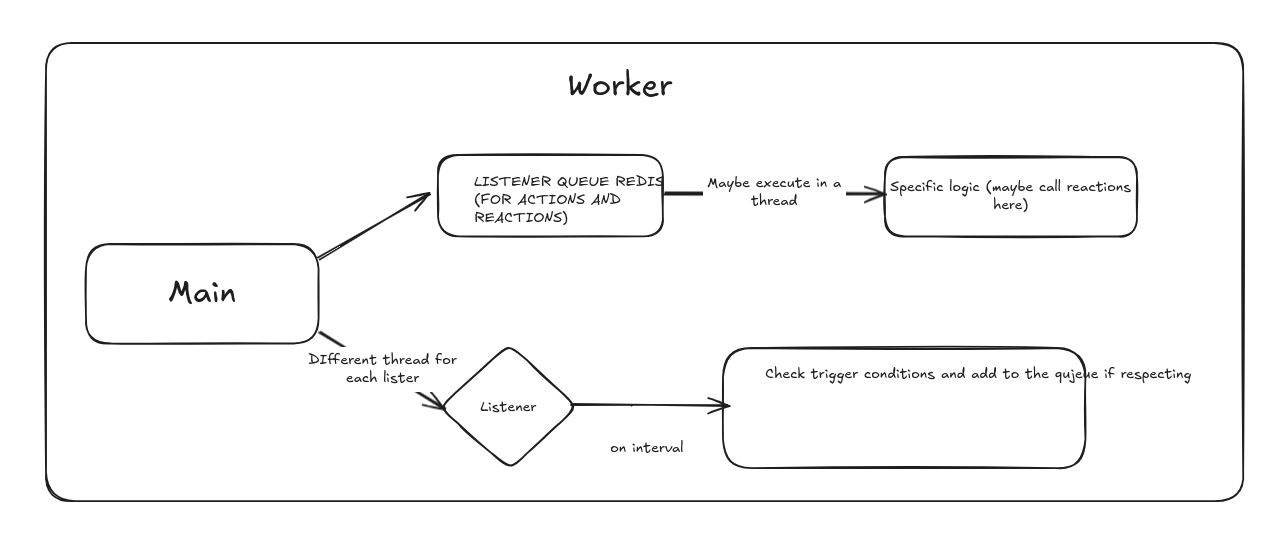 Worker
LISTENER QUEUE REDIS
(FOR ACTIONS AND
REACTIONS)
Maybe execute in a
thread
Specific logic (maybe call reactions
here)
Main
DIfferent thread for
each lister
Listener
on interval
Check trigger conditions and add to the qujeue if respecting